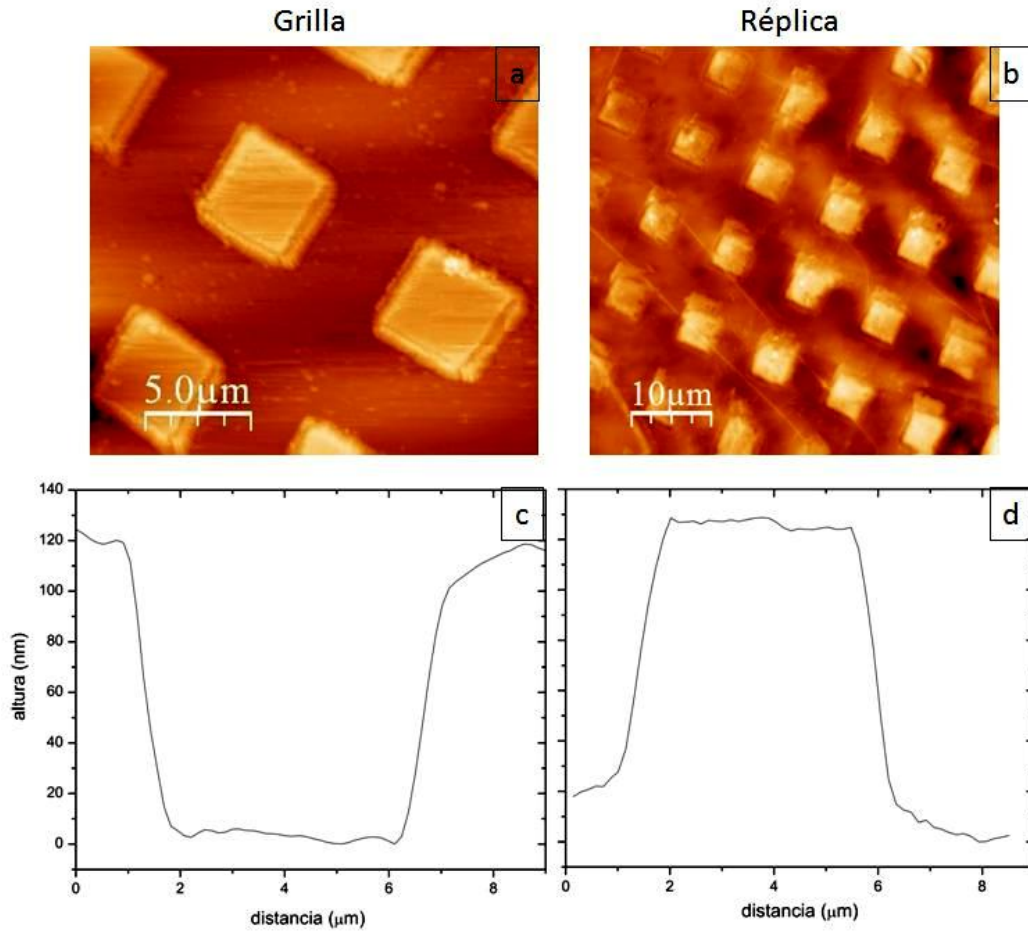 Grilla
Réplica
a
b
5.0µm
10µm
c
d
140
120
100
80
60
40
20
0
altura (nm)
0 2 4 6 8
0 2 4 6 8
distancia (µm)
distancia (µm)